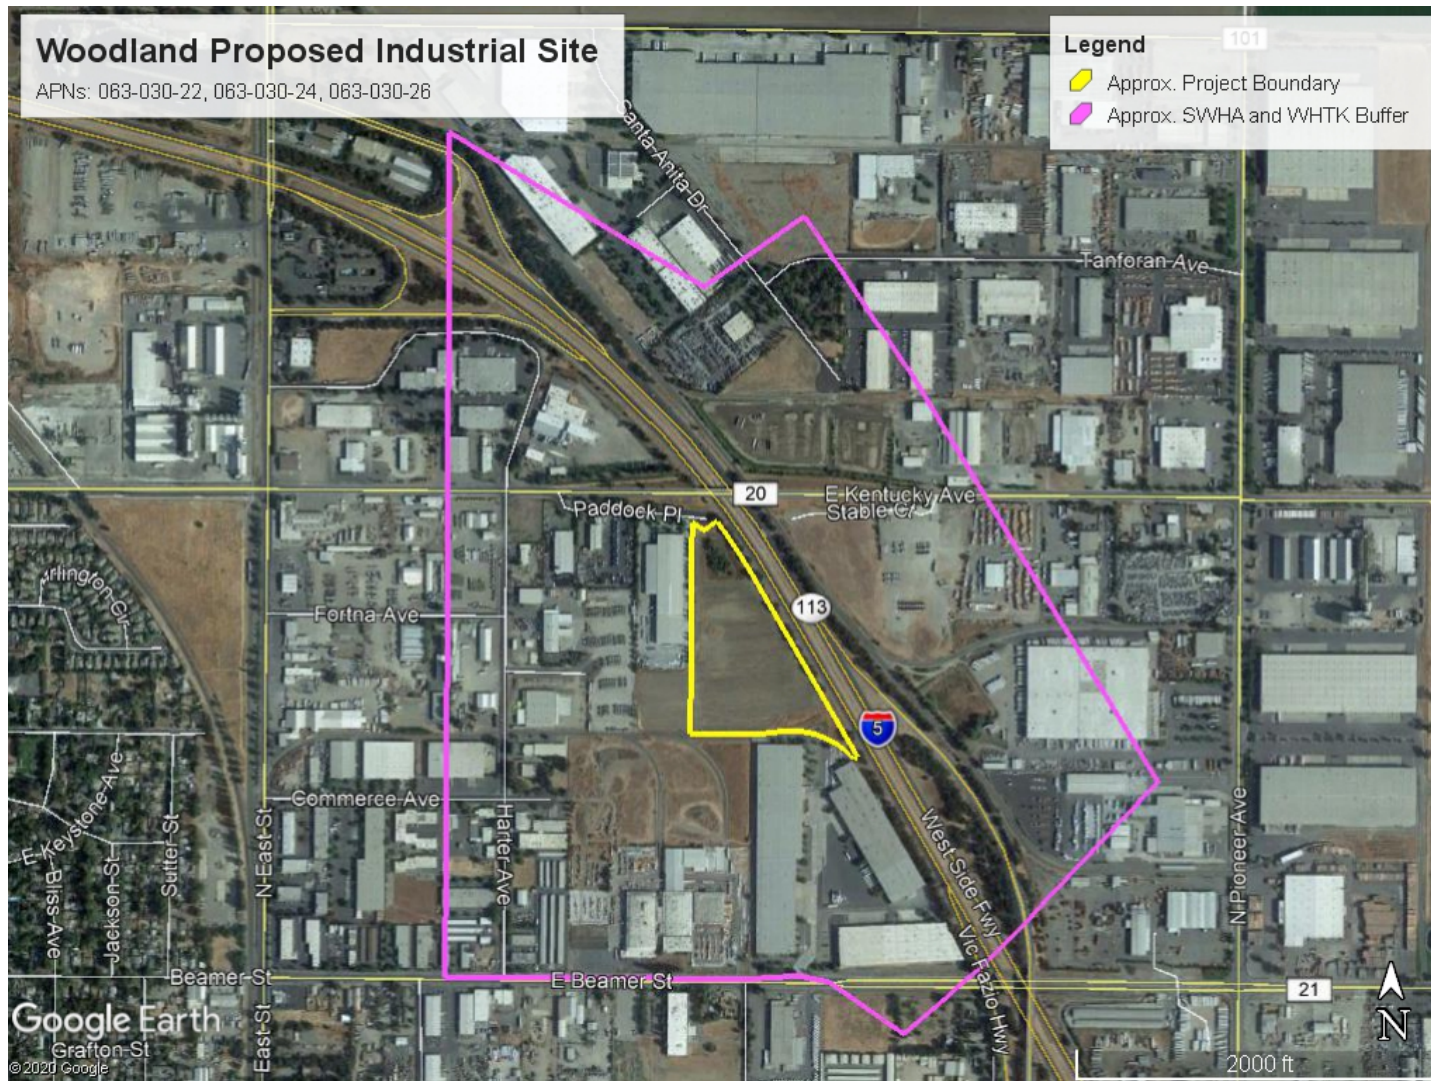 Woodland Proposed Industrial Site
APNs: 063-030-22, 063-030-24, 063-030-26
Legend
Approx. Project Boundary
Approx. SWHA and WHTK Buffer
101
Santa Anita Dr
Tanforan Ave
20
E Kentucky Ave
Paddock Pl
Stable Ct
113
Fortna Ave
5
Commerce Ave
E Keystone Ave
Bliss Ave
Jackson St
Sutter St
N East St
Harter Ave
West Side Fwy
Vic Fazio Hwy
N Pioneer Ave
Beamer St
E Beamer St
21
East St
Grafton St
Google Earth
© 2020 Google
N
2000 ft